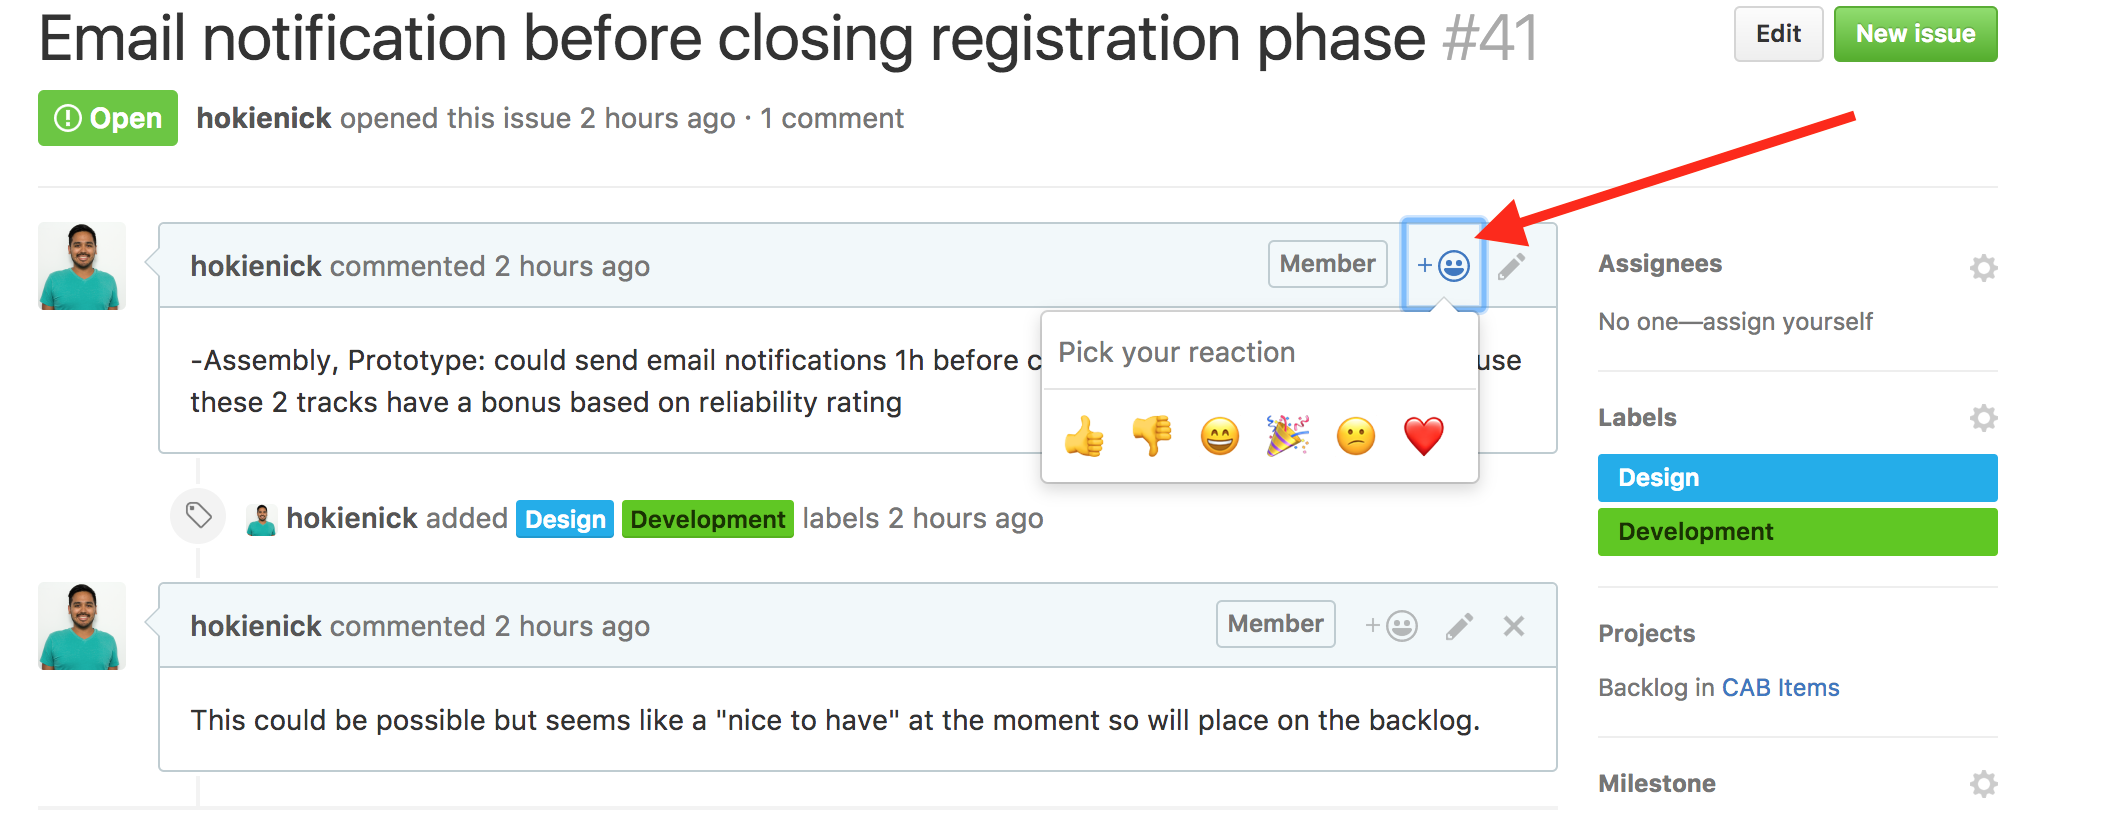 Email notification before closing registration phase #41
Edit
New issue
Open
hokienick opened this issue 2 hours ago · 1 comment
hokienick commented 2 hours ago
Member
+
-Assembly, Prototype: could send email notifications 1h before c
use
these 2 tracks have a bonus based on reliability rating
Pick your reaction
hokienick added Design Development labels 2 hours ago
hokienick commented 2 hours ago
Member
+
This could be possible but seems like a "nice to have" at the moment so will place on the backlog.
Assignees
No one—assign yourself
Labels
Design
Development
Projects
Backlog in CAB Items
Milestone